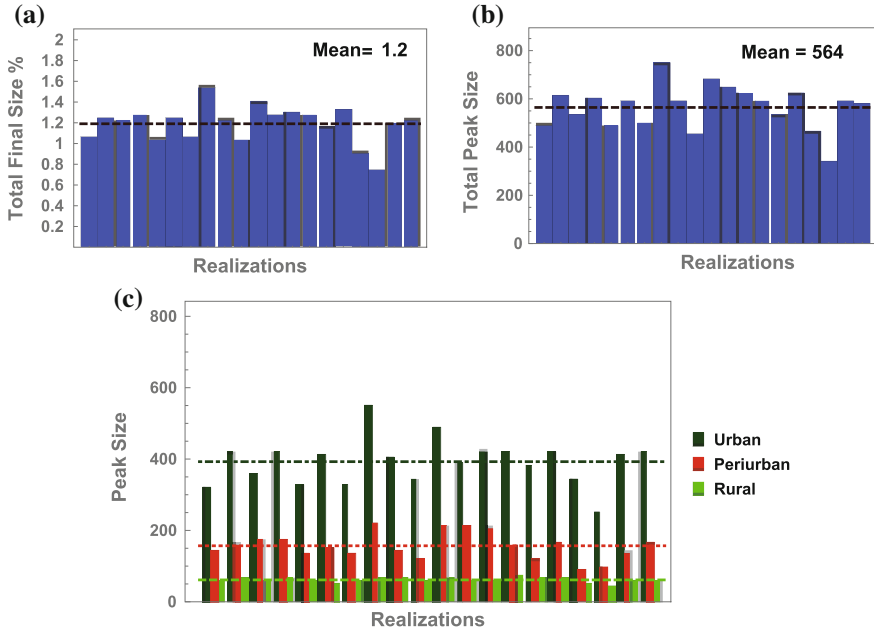 (a)
Total Final Size %
2
1.8
1.6
1.4
1.2
1
0.8
0.6
0.4
0.2
Mean= 1.2
Realizations
(b)
Total Peak Size
800
600
400
200
0
Mean = 564
Realizations
(c)
Peak Size
800
600
400
200
0
Realizations
Urban
Periurban
Rural